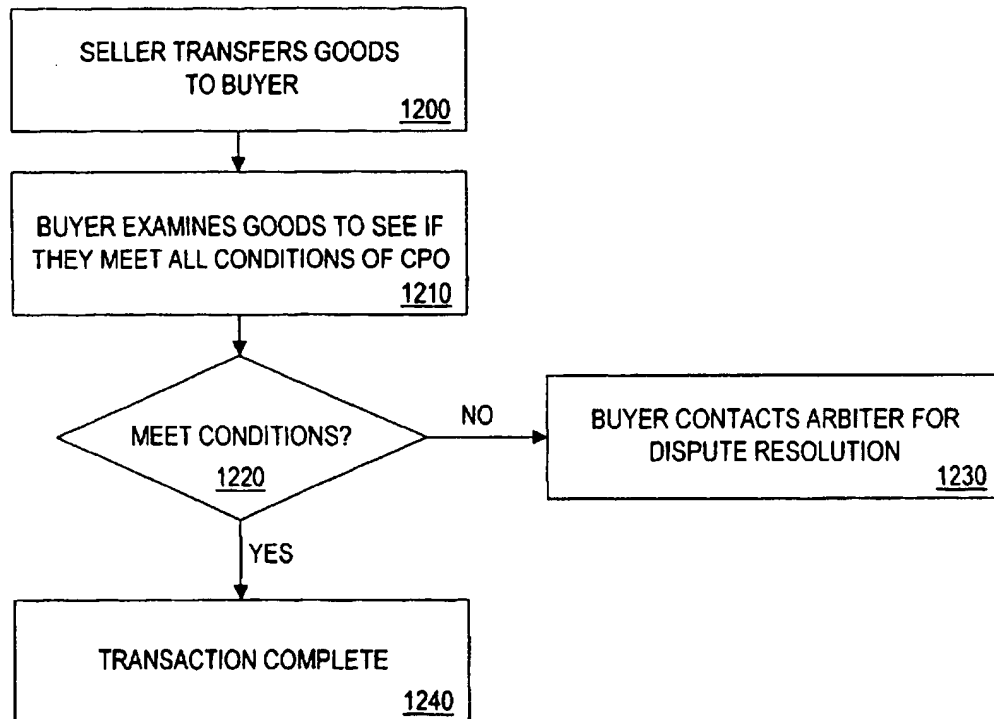 SELLER TRANSFERS GOODS
TO BUYER
1200
BUYER EXAMINES GOODS TO SEE IF
THEY MEET ALL CONDITIONS OF CPO
1210
MEET CONDITIONS?
1220
NO
BUYER CONTACTS ARBITER FOR
DISPUTE RESOLUTION
1230
YES
TRANSACTION COMPLETE
1240